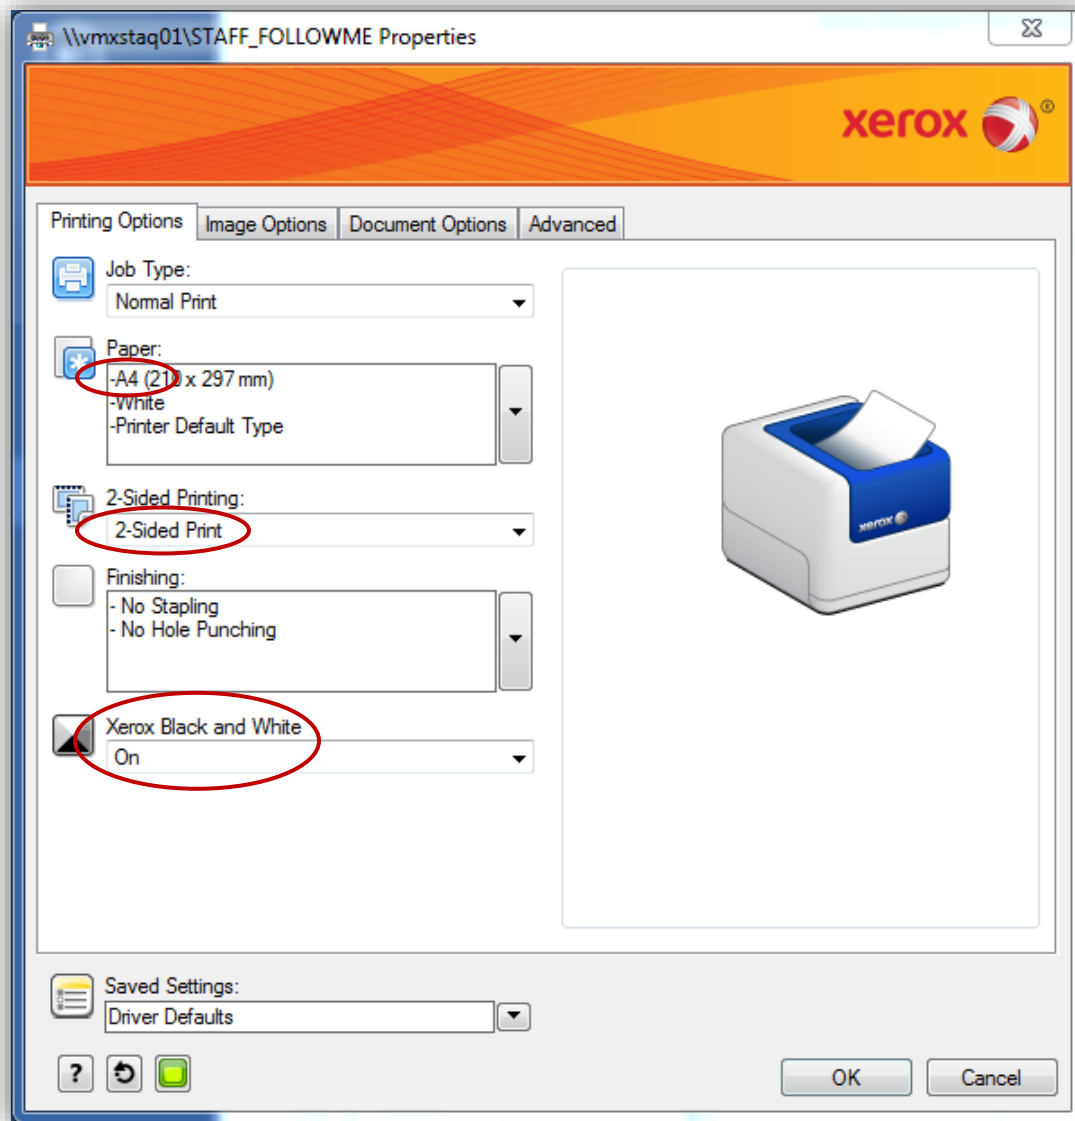 \\vmxstaq01\STAFF_FOLLOWME Properties
xerox ®
Printing Options Image Options Document Options Advanced
Job Type:
Normal Print
Paper:
-A4 (210 x 297 mm)
-White
-Printer Default Type
2-Sided Printing:
2-Sided Print
Finishing:
- No Stapling
- No Hole Punching
Xerox Black and White
On
xerox
Saved Settings:
Driver Defaults
?
OK Cancel